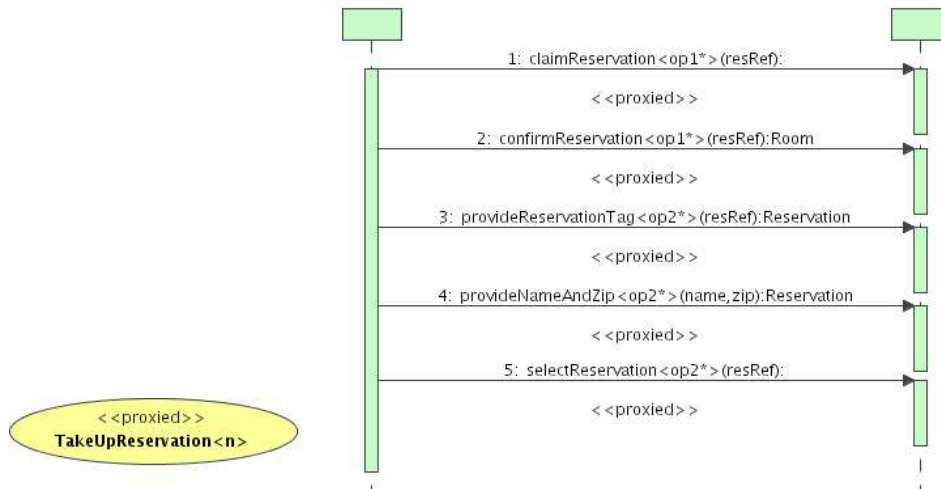 1: claimReservation<op1*>(resRef):
<<proxied>>
2: confirmReservation<op1*>(resRef):Room
<<proxied>>
3: provideReservationTag<op2*>(resRef):Reservation
<<proxied>>
4: provideNameAndZip<op2*>(name,zip):Reservation
<<proxied>>
5: selectReservation<op2*>(resRef):
<<proxied>>
<<proxied>>
TakeUpReservation<n>